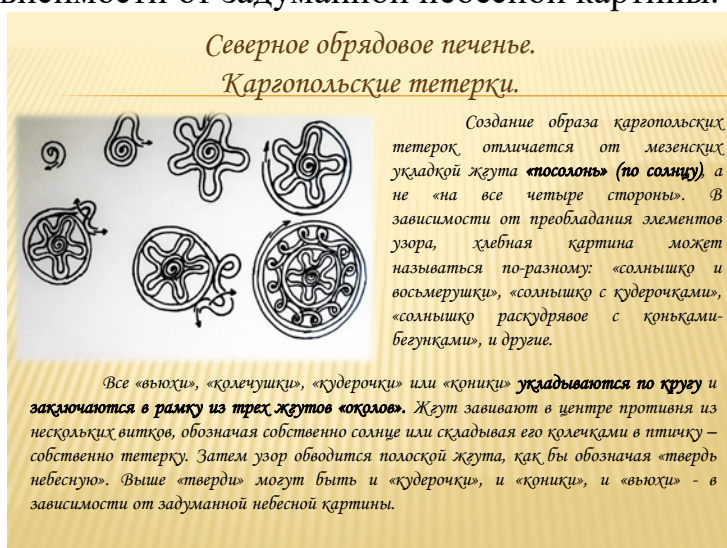 висимости от задуманной небесной картины.
Северное обрядовое печенье.
Каргопольские тетерки.
Создание образа каргопольских
тетерок отличается от мезенских
укладкой жгута «посолонь» (по солнцу), а
не «на все четыре стороны». В
зависимости от преобладания элементов
узора, хлебная картина может
называться по-разному: «солнышко и
восьмерушки», «солнышко с кудерочками»,
«солнышко раскудрявое с коньками-
бегунками», и другие.
Все «вьюхи», «колечушки», «кудерочки» или «коники» укладываются по кругу и
заключаются в рамку из трех жгутов «околов». Жгут завивают в центре противня из
нескольких витков, обозначая собственно солнце или складывая его колечками в птичку –
собственно тетерку. Затем узор обводится полоской жгута, как бы обозначая «твердь
небесную». Выше «тверди» могут быть и «кудерочки», и «коники», и «вьюхи» - в
зависимости от задуманной небесной картины.